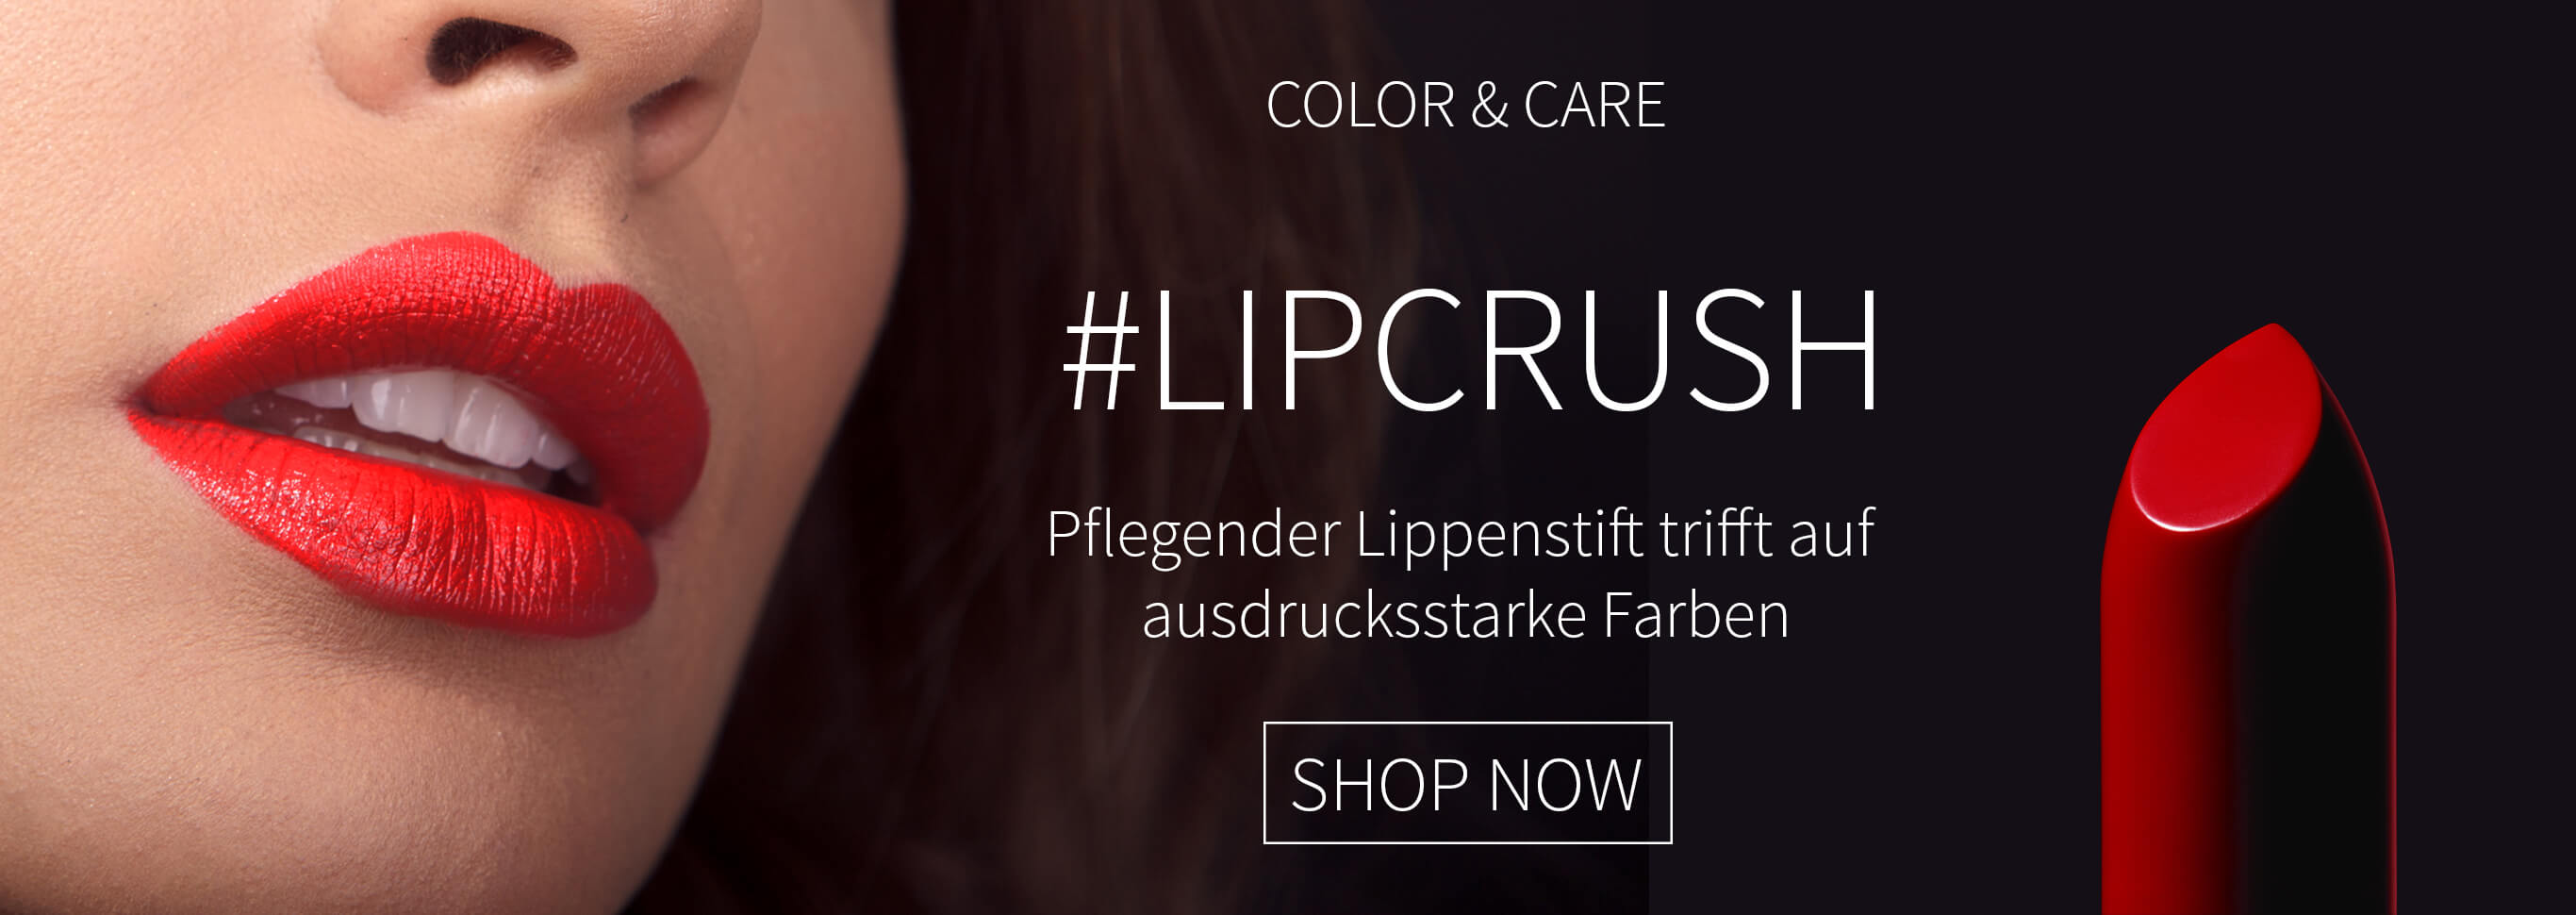 COLOR & CARE
#LIPCRUSH
Pflegender Lippenstift trifft auf
ausdrucksstarke Farben
SHOP NOW